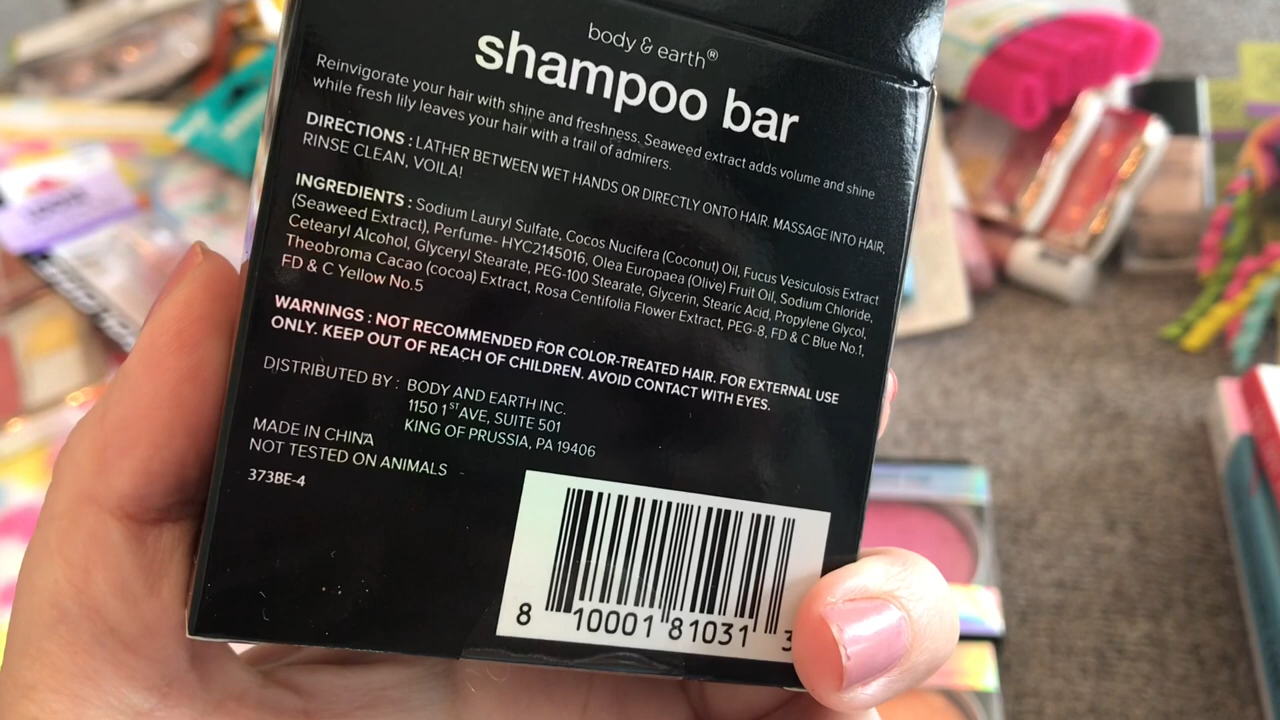 body & earth®
shampoo bar
Reinvigorate your hair with shine and freshness. Seaweed extract adds volume and shine
while fresh lily leaves your hair with a trail of admirers.
DIRECTIONS : LATHER BETWEEN WET HANDS OR DIRECTLY ONTO HAIR. MASSAGE INTO HAIR,
RINSE CLEAN, VOILA!
INGREDIENTS : Sodium Lauryl Sulfate, Cocos Nucifera (Coconut) Oil, Fucus Vesiculosis Extract
(Seaweed Extract), Perfume- HYC2145016, Olea Europaea (Olive) Fruit Oil, Sodium Chloride,
Cetearyl Alcohol, Glyceryl Stearate, PEG-100 Stearate, Glycerin, Stearic Acid, Propylene Glycol,
Theobroma Cacao (cocoa) Extract, Rosa Centifolia Flower Extract, PEG-8, FD & C Blue No.1,
FD & C Yellow No.5
WARNINGS : NOT RECOMMENDED FOR COLOR-TREATED HAIR. FOR EXTERNAL USE
ONLY. KEEP OUT OF REACH OF CHILDREN. AVOID CONTACT WITH EYES.
DISTRIBUTED BY : BODY AND EARTH INC.
1150 1ST AVE, SUITE 501
KING OF PRUSSIA, PA 19406
MADE IN CHINA
NOT TESTED ON ANIMALS
373BE-4
8 10001 81031 3